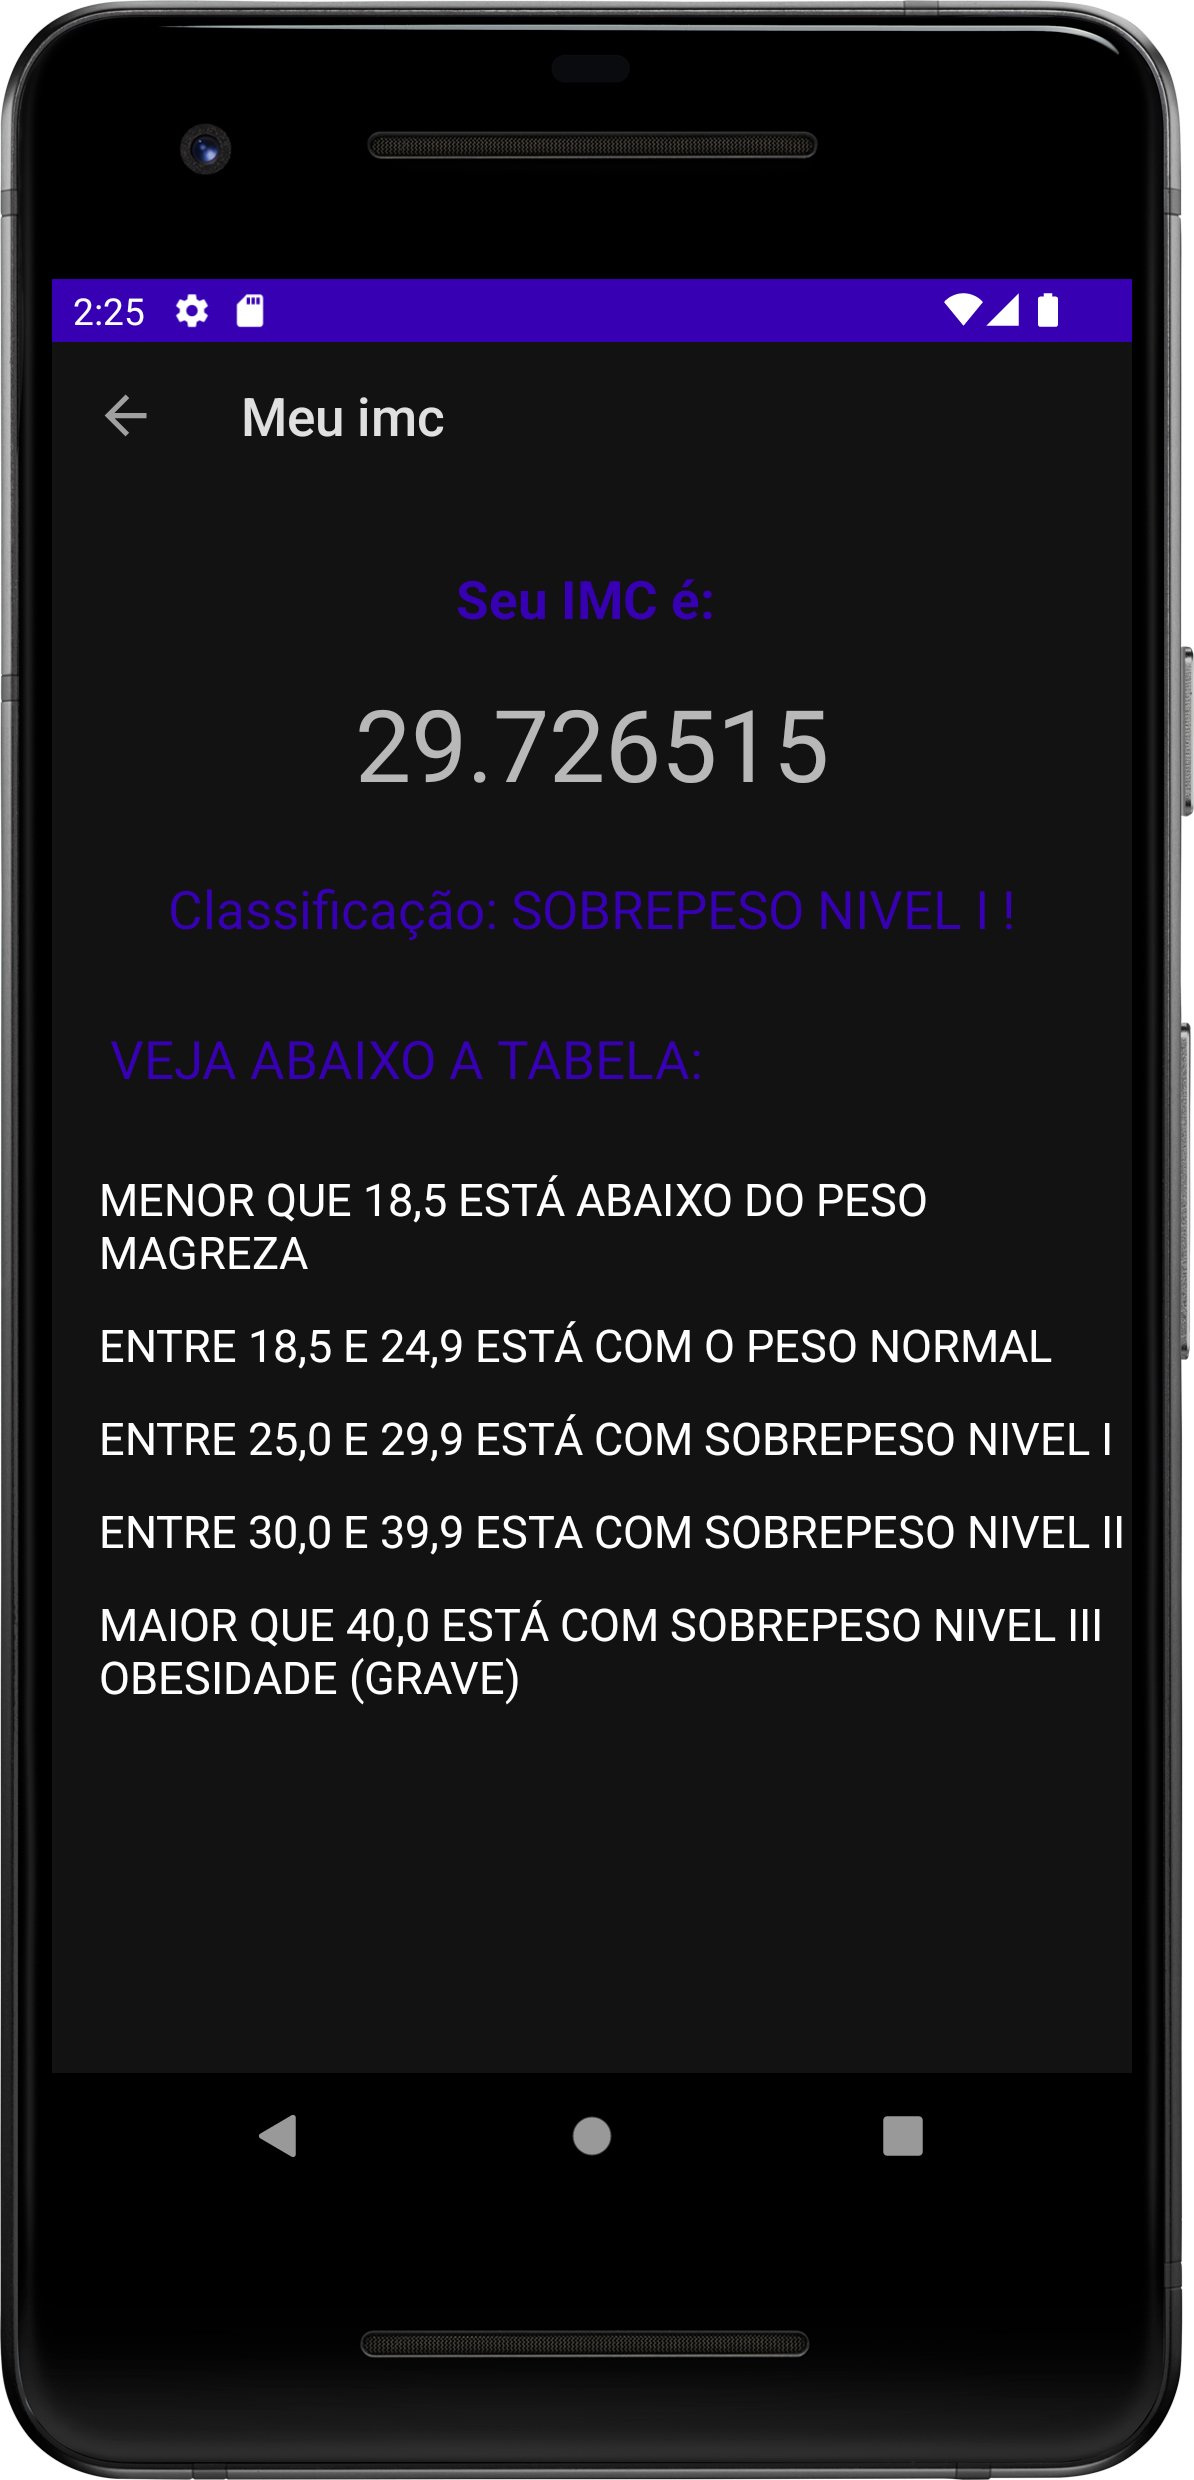 2:25
Meu imc
Seu IMC é:
29.726515
Classificação: SOBREPESO NIVEL I !
VEJA ABAIXO A TABELA:
MENOR QUE 18,5 ESTÁ ABAIXO DO PESO
MAGREZA
ENTRE 18,5 E 24,9 ESTÁ COM O PESO NORMAL
ENTRE 25,0 E 29,9 ESTÁ COM SOBREPESO NIVEL I
ENTRE 30,0 E 39,9 ESTA COM SOBREPESO NIVEL II
MAIOR QUE 40,0 ESTÁ COM SOBREPESO NIVEL III
OBESIDADE (GRAVE)